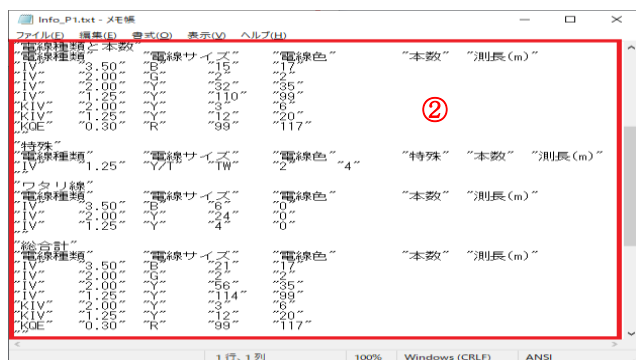 Info_P1.txt - メモ帳
ファイル(F) 編集(E) 書式(O) 表示(V) ヘルプ(H)
"電線種類と本数"
"電線種類" "電線サイズ" "電線色" "本数" "測長(m)"
"IV" "3.50" "B" "15" "17"
"IV" "2.00" "G" "2" "2"
"IV" "2.00" "Y" "32" "35"
"IV" "1.25" "Y" "110" "99"
"KIV" "2.00" "Y" "3" "6"
"KIV" "1.25" "Y" "12" "20"
"KQE" "0.30" "R" "99" "117"
""
②
"特殊"
"電線種類" "電線サイズ" "電線色" "特殊" "本数" "測長(m)"
"IV" "1.25" "Y/T" "TW" "2" "4"
""
"ワタリ線"
"電線種類" "電線サイズ" "電線色" "本数" "測長(m)"
"IV" "3.50" "B" "6" "0"
"IV" "2.00" "Y" "24" "0"
"IV" "1.25" "Y" "4" "0"
""
"総合計"
"電線種類" "電線サイズ" "電線色" "本数" "測長(m)"
"IV" "3.50" "B" "21" "17"
"IV" "2.00" "G" "2" "2"
"IV" "2.00" "Y" "56" "35"
"IV" "1.25" "Y" "114" "99"
"KIV" "2.00" "Y" "3" "6"
"KIV" "1.25" "Y" "12" "20"
"KQE" "0.30" "R" "99" "117"
""
1 行、1 列 100% Windows (CRLF) ANSI